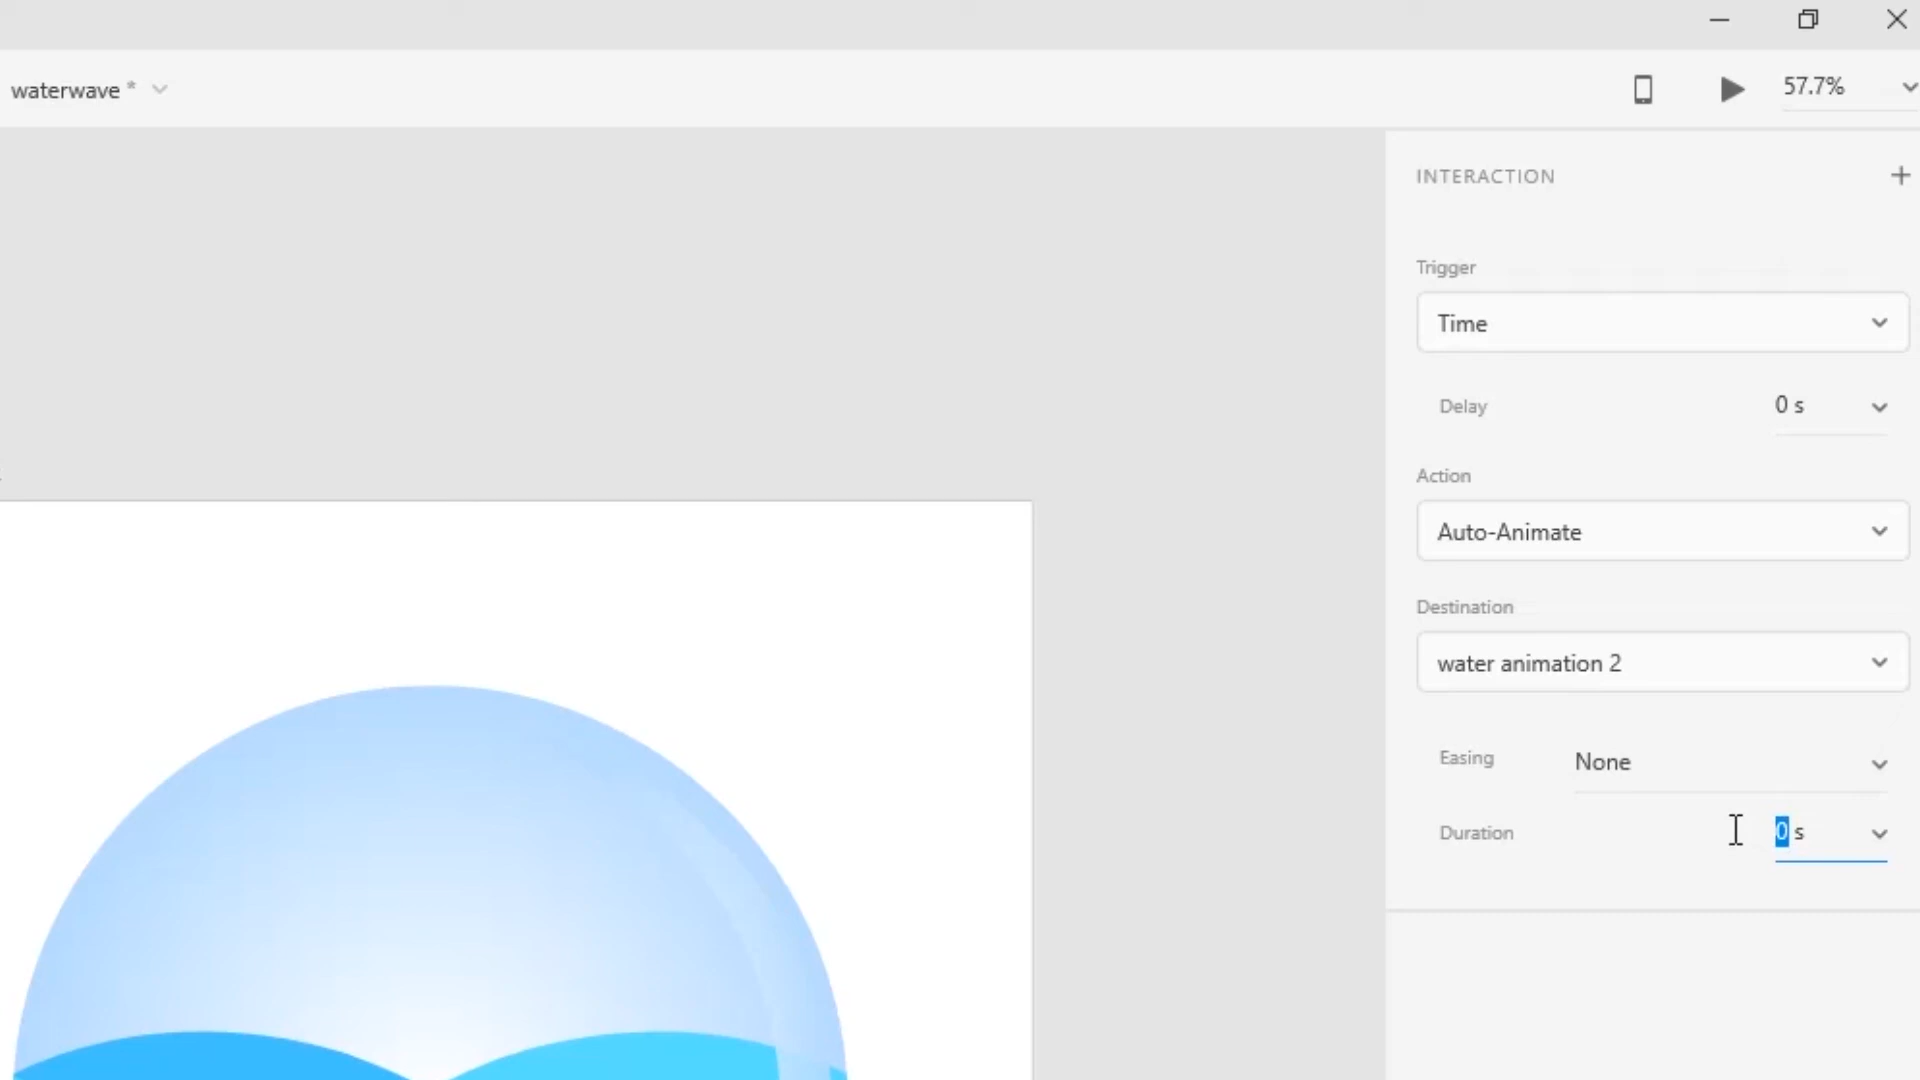 waterwave *
57.7%
INTERACTION
Trigger
Time
Delay 0 s
Action
Auto-Animate
Destination
water animation 2
Easing None
Duration 0 s